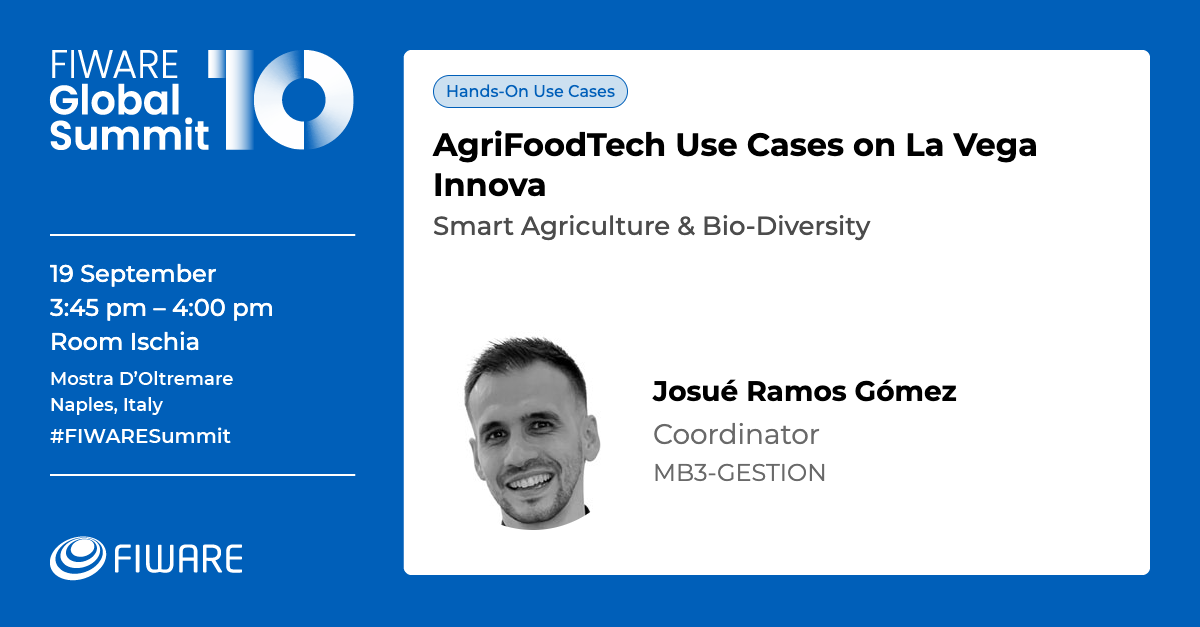 FIWARE
Global
Summit
10
19 September
3:45 pm – 4:00 pm
Room Ischia
Mostra D’Oltremare
Naples, Italy
#FIWARESummit
FIWARE
Hands-On Use Cases
AgriFoodTech Use Cases on La Vega
Innova
Smart Agriculture & Bio-Diversity
Josué Ramos Gómez
Coordinator
MB3-GESTION